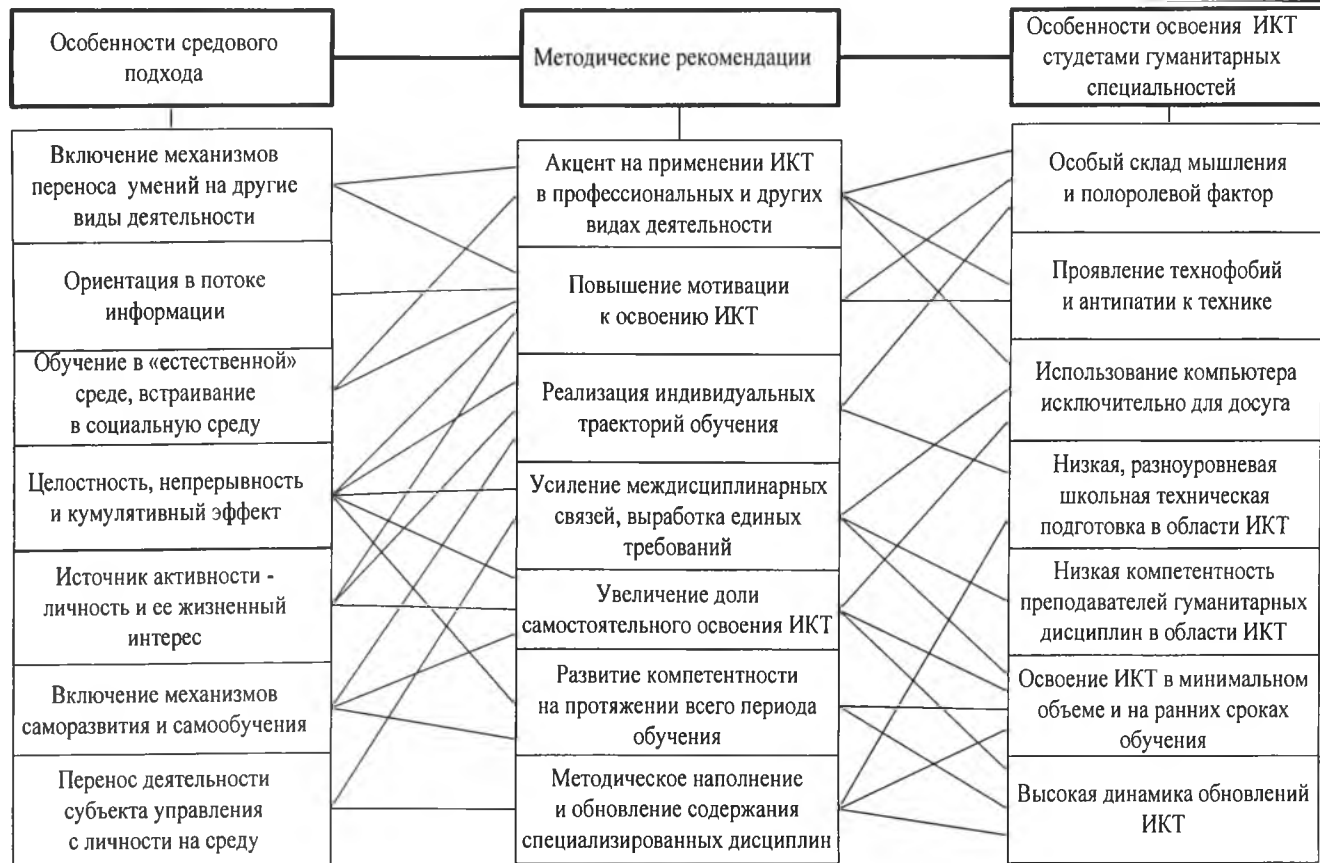 Особенности средового
подхода
Методические рекомендации
Особенности освоения ИКТ
студетами гуманитарных
специальностей
Включение механизмов
переноса умений на другие
виды деятельности
Ориентация в потоке
информации
Обучение в «естественной»
среде, встраивание
в социальную среду
Целостность, непрерывность
и кумулятивный эффект
Источник активности -
личность и ее жизненный
интерес
Включение механизмов
саморазвития и самообучения
Перенос деятельности
субъекта управления
с личности на среду
Акцент на применении ИКТ
в профессиональных и других
видах деятельности
Повышение мотивации
к освоению ИКТ
Реализация индивидуальных
траекторий обучения
Усиление междисциплинарных
связей, выработка единых
требований
Увеличение доли
самостоятельного освоения ИКТ
Развитие компетентности
на протяжении всего периода
обучения
Методическое наполнение
и обновление содержания
специализированных дисциплин
Особый склад мышления
и полоролевой фактор
Проявление технофобий
и антипатии к технике
Использование компьютера
исключительно для досуга
Низкая, разноуровневая
школьная техническая
подготовка в области ИКТ
Низкая компетентность
преподавателей гуманитарных
дисциплин в области ИКТ
Освоение ИКТ в минимальном
объеме и на ранних сроках
обучения
Высокая динамика обновлений
ИКТ